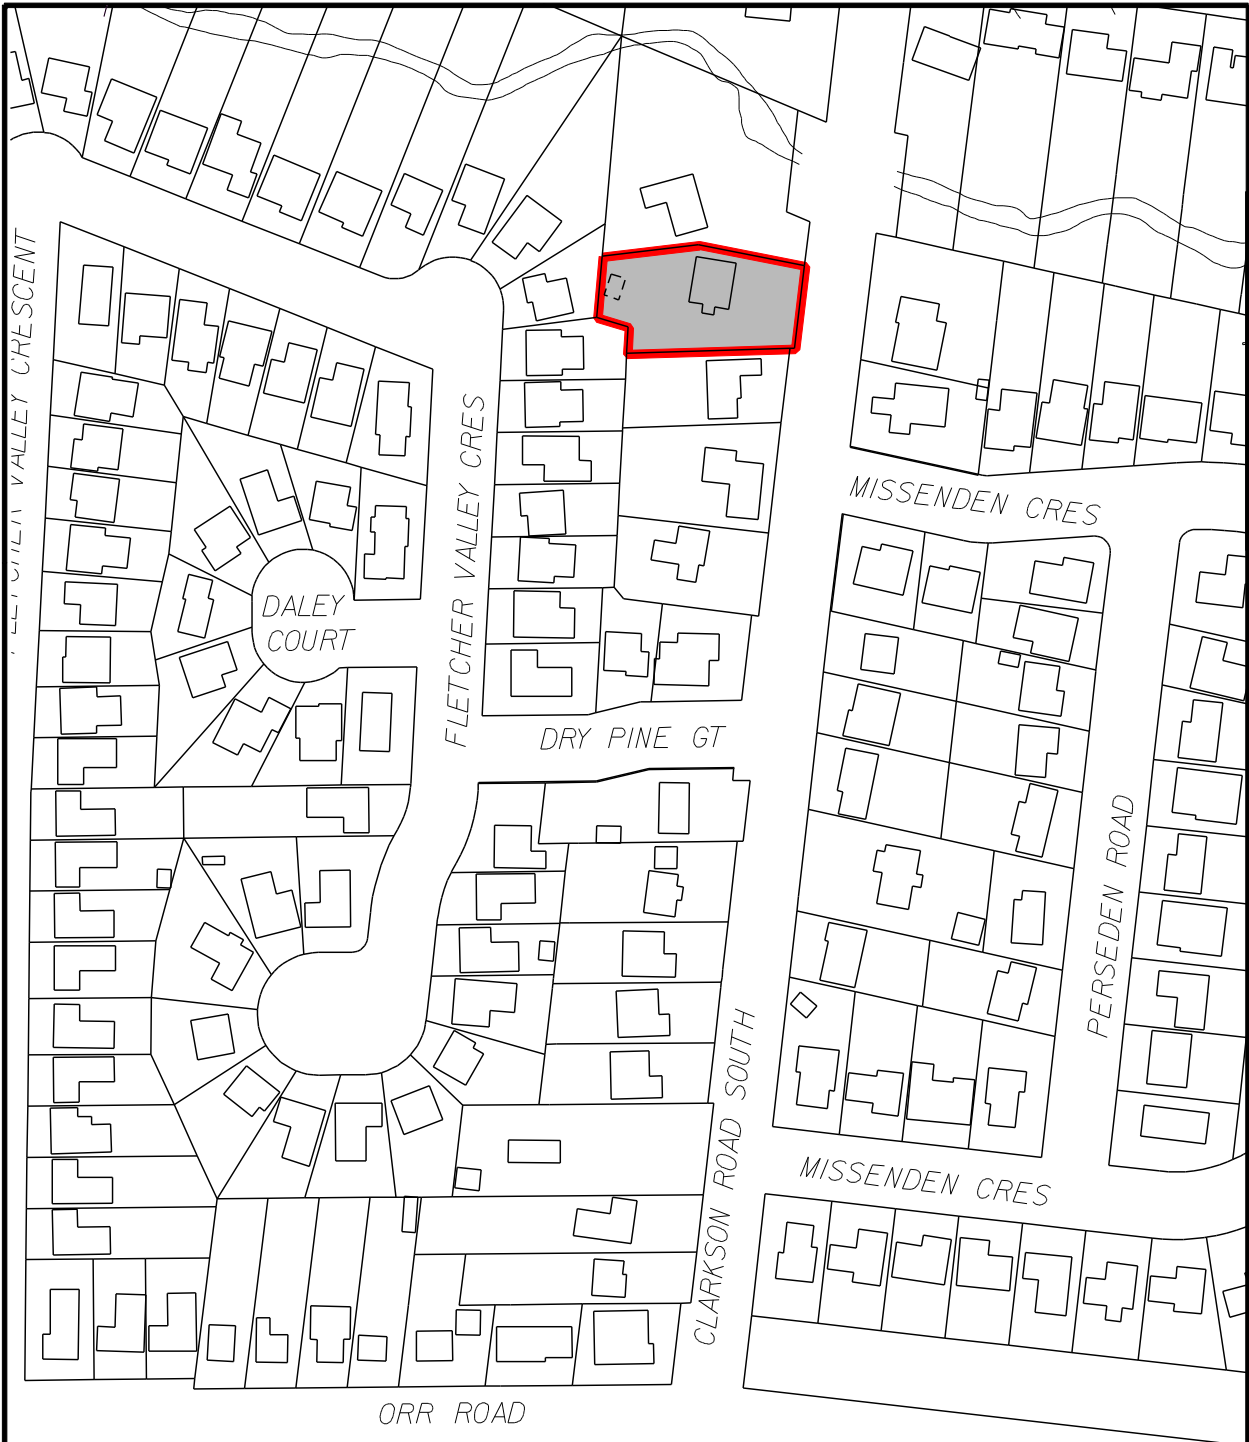 FLETCHER VALLEY CRESCENT
FLETCHER VALLEY CRES
MISSENDEN CRES
DALEY
COURT
DRY PINE GT
PERSEDEN ROAD
CLARKSON ROAD SOUTH
MISSENDEN CRES
ORR ROAD